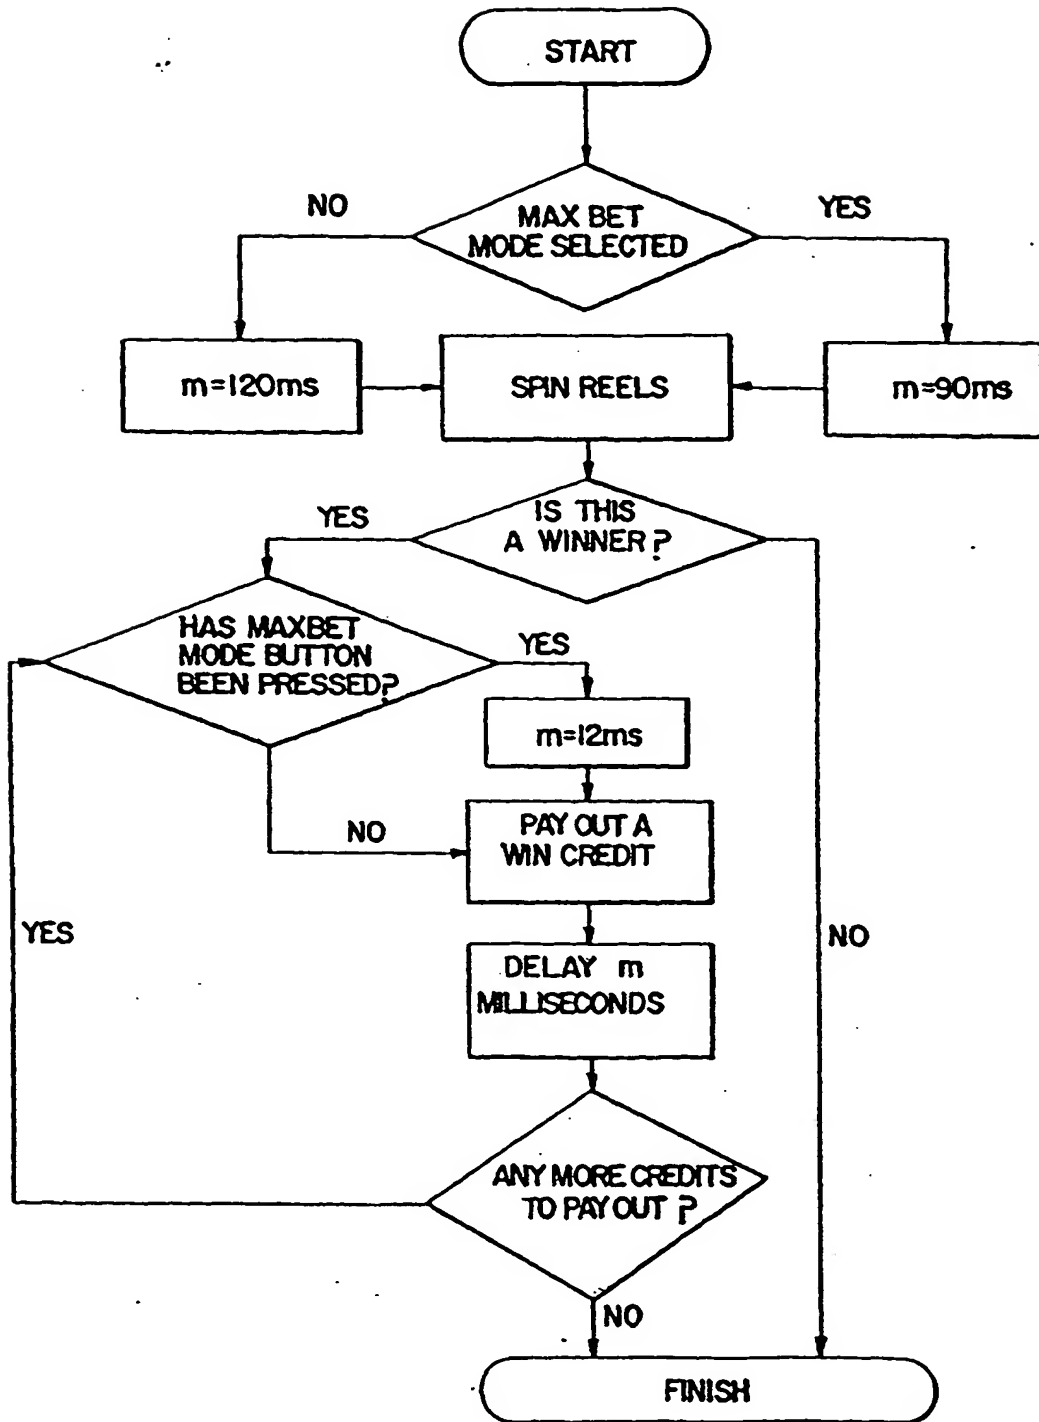 START
NO
YES
MAX BET
MODE SELECTED
m=120ms
SPIN REELS
m=90ms
YES
IS THIS
A WINNER?
HAS MAXBET
MODE BUTTON
BEEN PRESSED?
YES
m=12ms
NO
PAY OUT A
WIN CREDIT
YES
NO
DELAY m
MILLISECONDS
ANY MORE CREDITS
TO PAY OUT ?
NO
FINISH